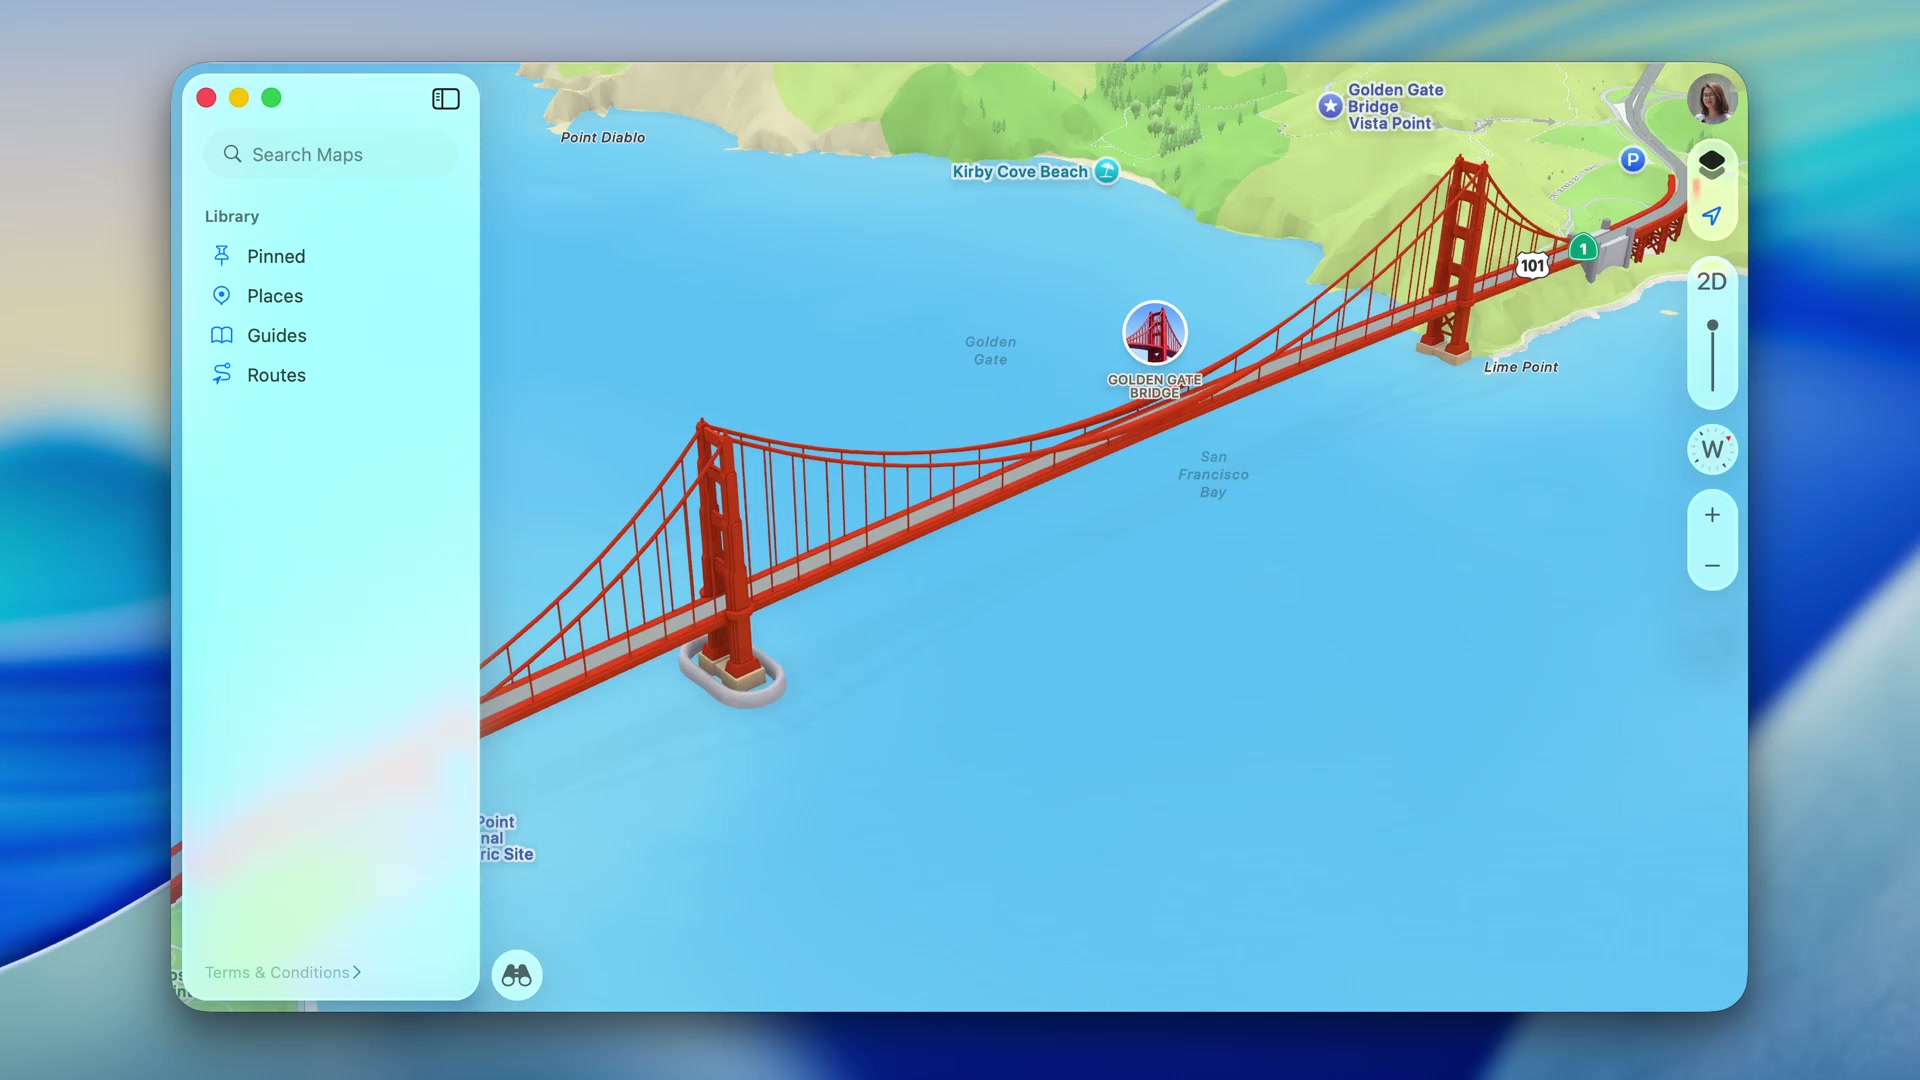 Search Maps
Library
Pinned
Places
Guides
Routes
Terms & Conditions
Point Diablo
Kirby Cove Beach
Golden Gate
Bridge
Vista Point
P
1
101
Golden
Gate
GOLDEN GATE
BRIDGE
Lime Point
San
Francisco
Bay
Point
nal
ric Site
2D
W